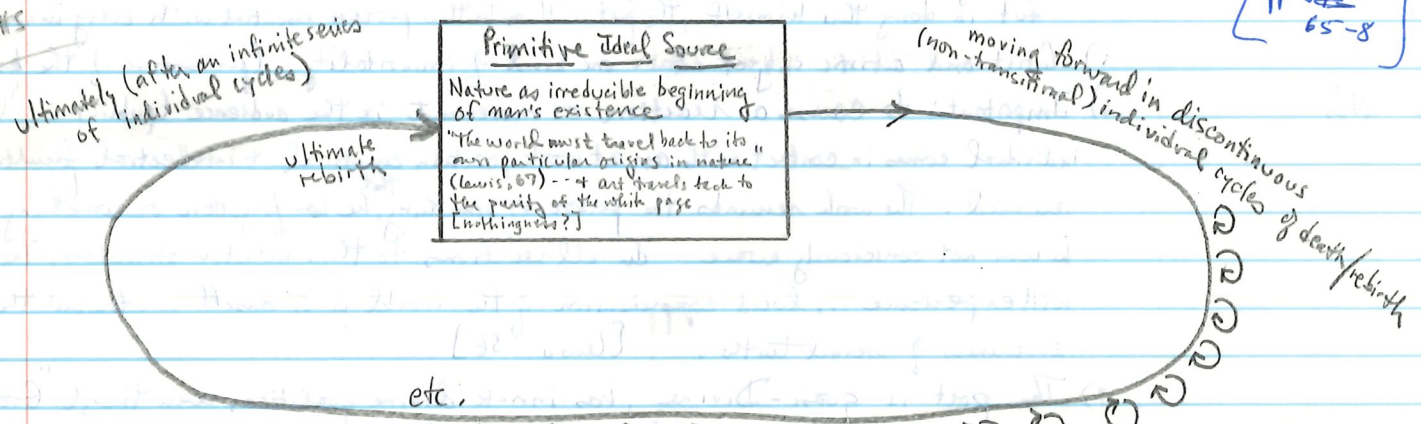 #5
65-8
Primitive Ideal Source
Nature as irreducible beginning
of man's existence
"The world must travel back to its
own particular origins in nature"
(Lewis, 67) -- + art travels back to
the purity of the white page
[nothingness?]
moving forward in discontinuous
(non-transitional) individual cycles of death/rebirth
etc.
Ultimately (after an infinite series
of individual cycles)
ultimate
rebirth